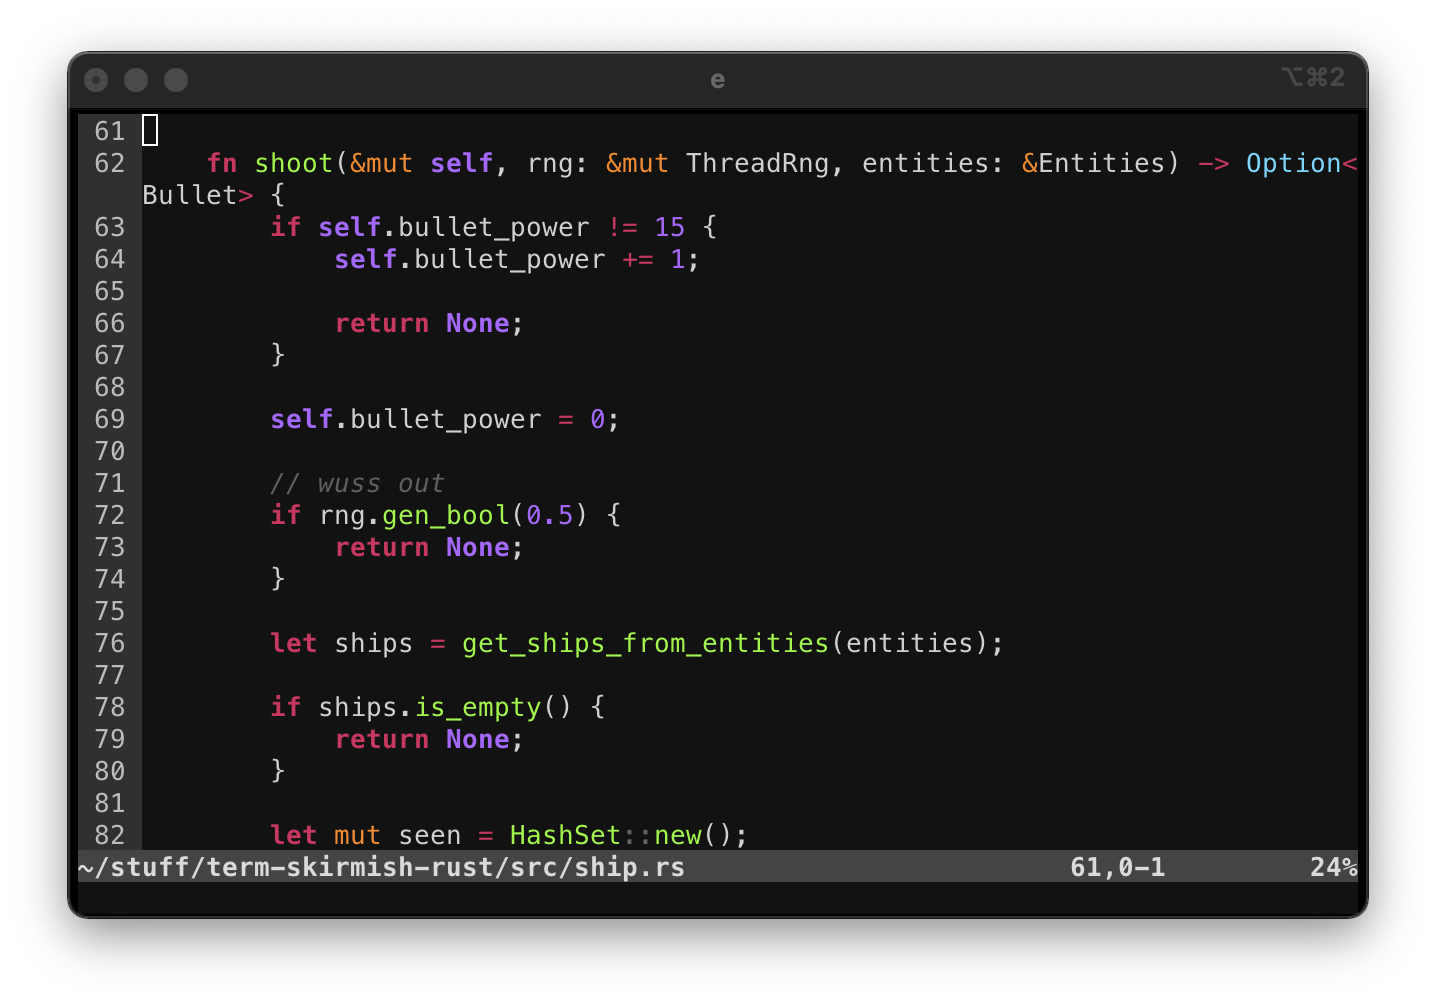 e
⌥⌘2
61
62     fn shoot(&mut self, rng: &mut ThreadRng, entities: &Entities) -> Option<
Bullet> {
63         if self.bullet_power != 15 {
64             self.bullet_power += 1;
65
66             return None;
67         }
68
69         self.bullet_power = 0;
70
71         // wuss out
72         if rng.gen_bool(0.5) {
73             return None;
74         }
75
76         let ships = get_ships_from_entities(entities);
77
78         if ships.is_empty() {
79             return None;
80         }
81
82         let mut seen = HashSet::new();
~/stuff/term-skirmish-rust/src/ship.rs 61,0-1 24%